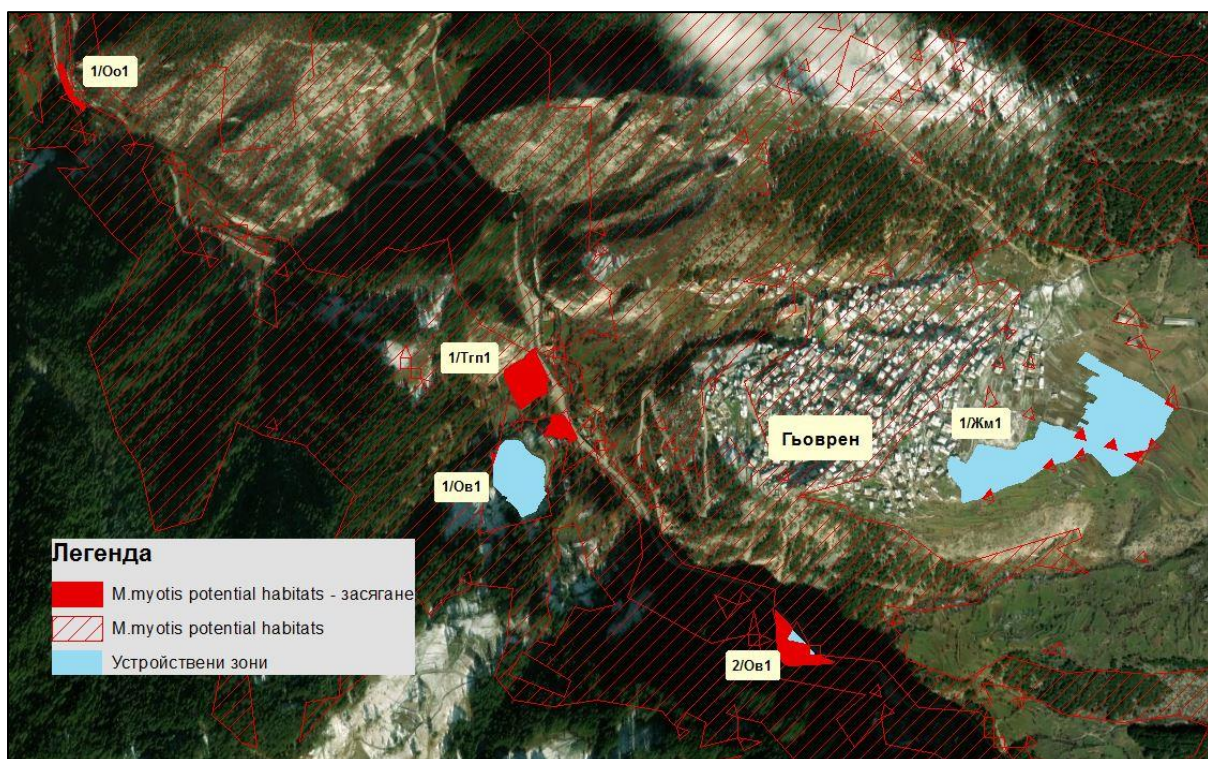 1/Оо1
1/Тгп1
1/Жм1
Гьоврен
1/Ов1
Легенда
M.myotis potential habitats - засягане
M.myotis potential habitats
Устройствени зони
2/Ов1